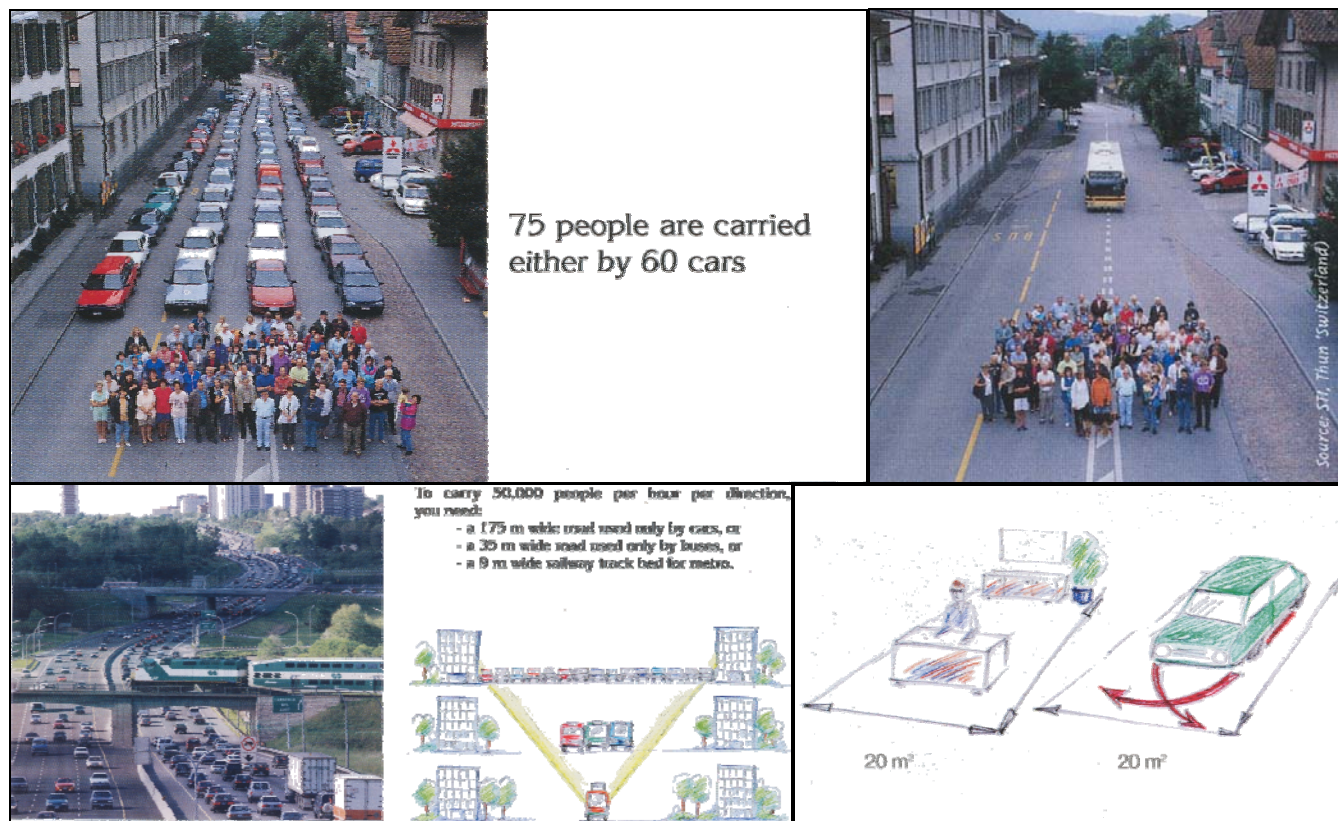 75 people are carried
either by 60 cars
BUS
Source: STI, Thun 'Switzerland)
To carry 50,000 people per hour per direction,
you need:
- a 175 m wide road used only by cars, or
- a 35 m wide road used only by buses, or
- a 9 m wide railway track bed for metro.
20 m²
20 m²